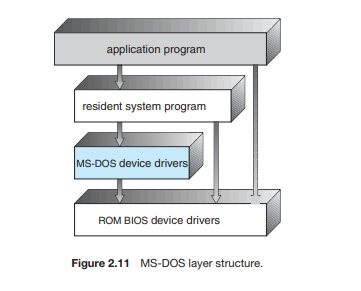 application program
resident system program
MS-DOS device drivers
ROM BIOS device drivers
Figure 2.11 MS-DOS layer structure.